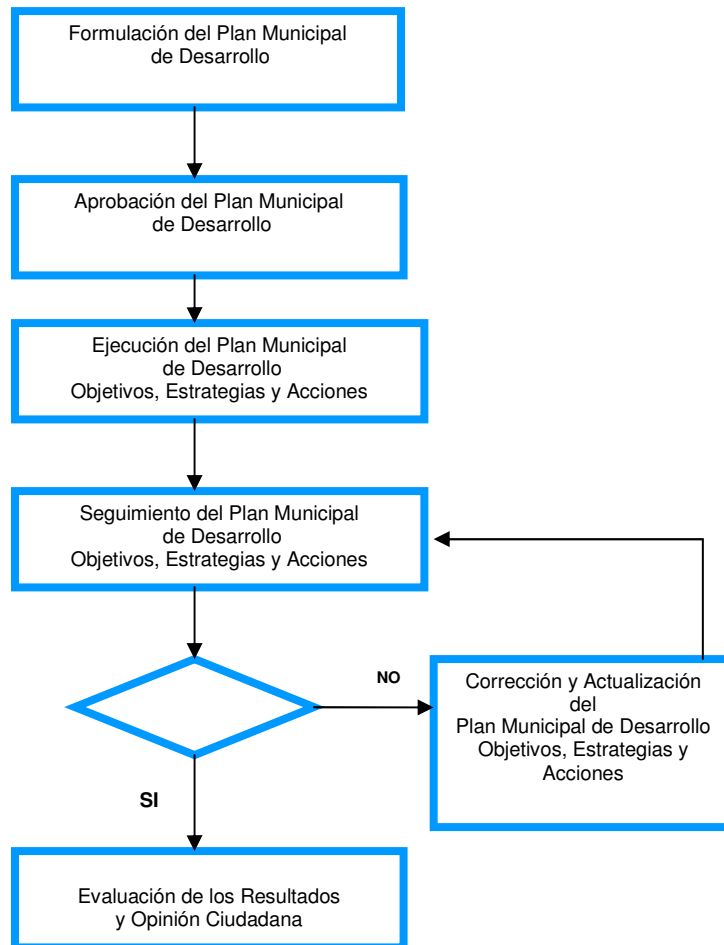 Formulación del Plan Municipal
de Desarrollo
Aprobación del Plan Municipal
de Desarrollo
Ejecución del Plan Municipal
de Desarrollo
Objetivos, Estrategias y Acciones
Seguimiento del Plan Municipal
de Desarrollo
Objetivos, Estrategias y Acciones
NO
Corrección y Actualización
del
Plan Municipal de Desarrollo
Objetivos, Estrategias y
Acciones
SI
Evaluación de los Resultados
y Opinión Ciudadana